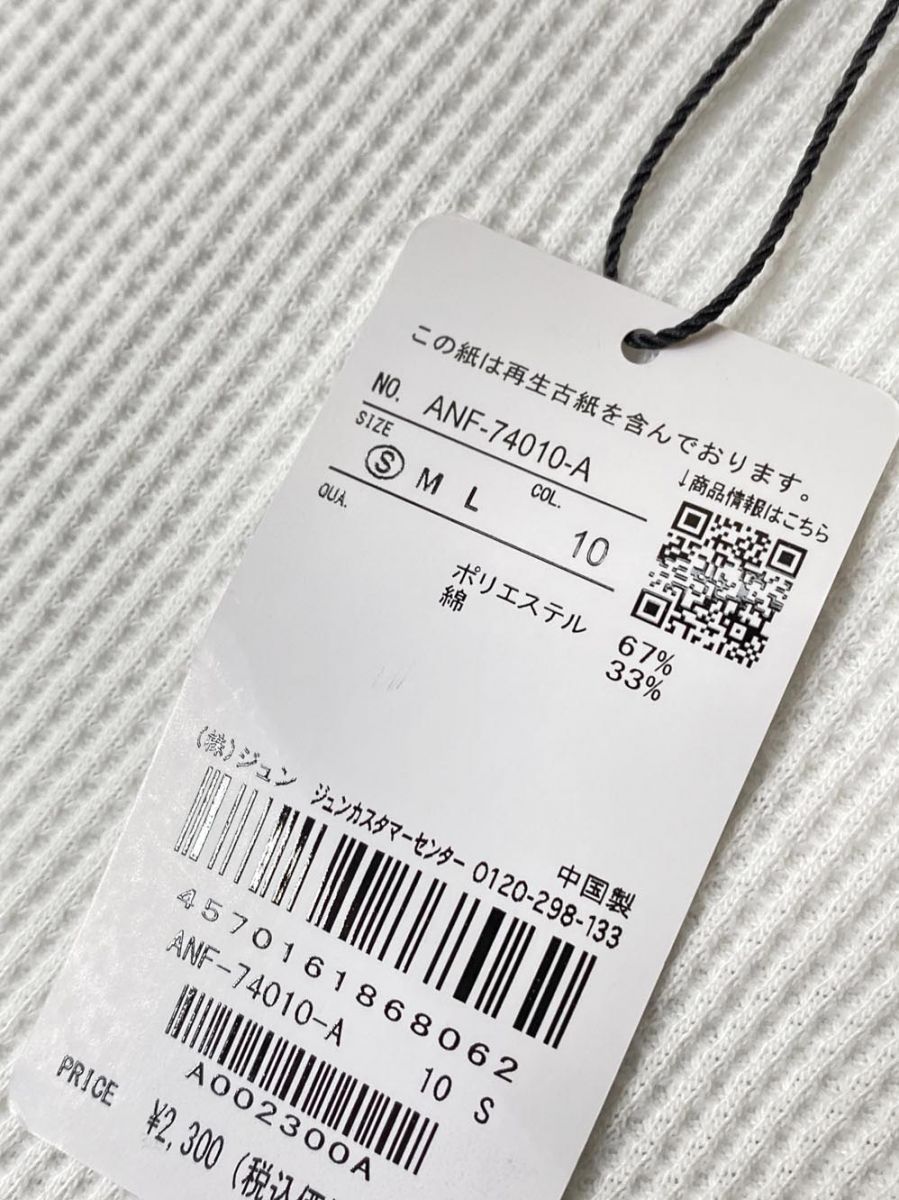 この紙は再生古紙を含んでおります。
NO. ANF-74010-A
↓商品情報はこちら
SIZE S M L COL. 10
QUA.
ポリエステル 67%
綿 33%
(株)ジュン 中国製
ジュンカスタマーセンター 0120-298-133
4570161868062
ANF-74010-A 10 S
A002300A
PRICE ¥2,300 (税込価